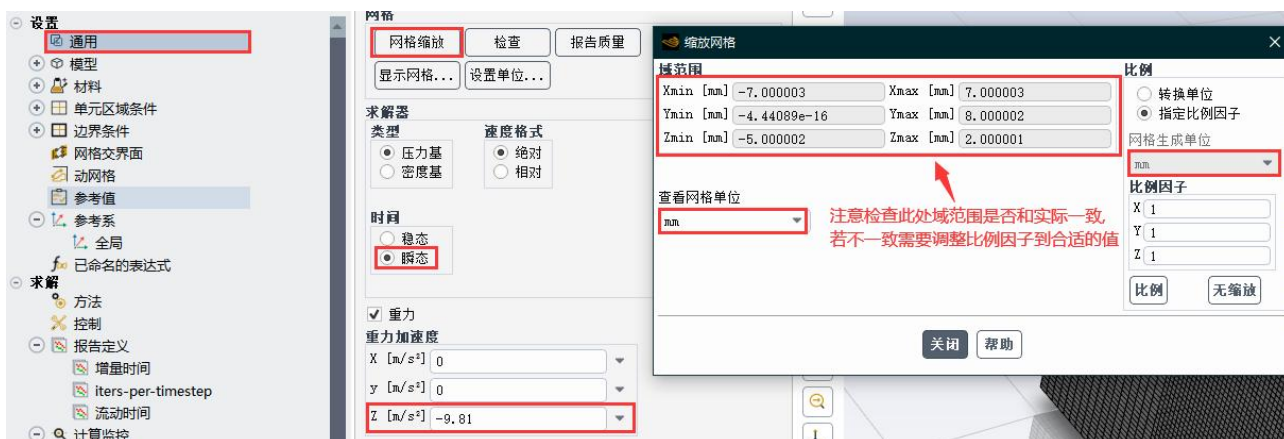 设置
通用
模型
材料
单元区域条件
边界条件
网格交界面
动网格
参考值
参考系
全局
已命名的表达式
求解
方法
控制
报告定义
增量时间
iters-per-timestep
流动时间
计算监控
网格
网格缩放 检查 报告质量
显示网格... 设置单位...
求解器
类型 速度格式
压力基 绝对
密度基 相对
时间
稳态
瞬态
重力
重力加速度
X [m/s²] 0
y [m/s²] 0
Z [m/s²] -9.81
缩放网格
域范围
Xmin [mm] -7.000003 Xmax [mm] 7.000003
Ymin [mm] -4.44089e-16 Ymax [mm] 8.000002
Zmin [mm] -5.000002 Zmax [mm] 2.000001
查看网格单位
mm
注意检查此处域范围是否和实际一致,
若不一致需要调整比例因子到合适的值
比例
转换单位
指定比例因子
网格生成单位
mm
比例因子
X 1
Y 1
Z 1
比例 无缩放
关闭 帮助